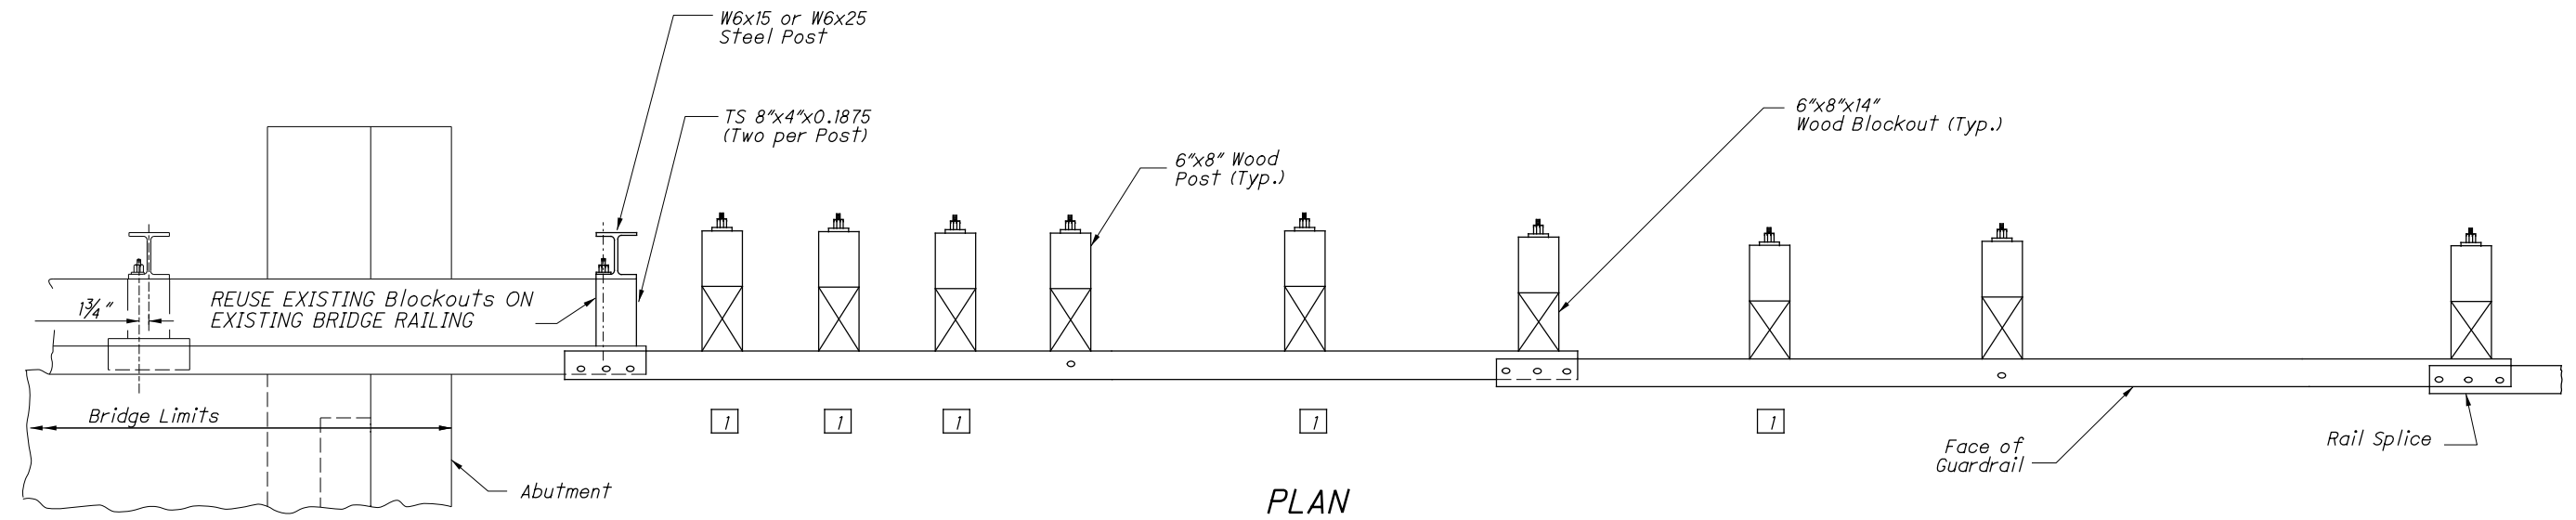 W6x15 or W6x25
Steel Post
TS 8"x4"x0.1875
(Two per Post)
6"x8"x14"
Wood Blockout (Typ.)
6"x8" Wood
Post (Typ.)
1¾"
REUSE EXISTING Blockouts ON
EXISTING BRIDGE RAILING
Bridge Limits
1
1
1
1
1
Face of
Guardrail
Rail Splice
Abutment
PLAN